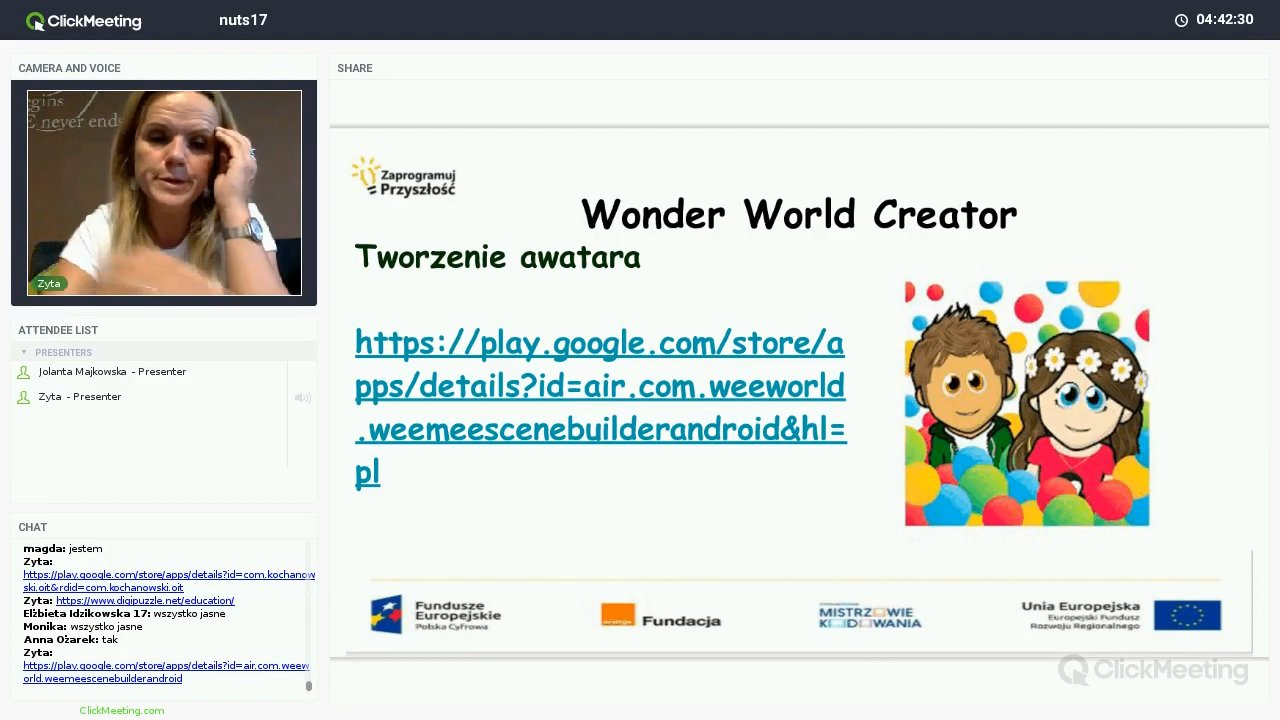 ClickMeeting
nuts17
04:42:30
CAMERA AND VOICE
E never ends
Zyta
ATTENDEE LIST
PRESENTERS
Jolanta Majkowska - Presenter
Zyta - Presenter
CHAT
magda: jestem
Zyta:
https://play.google.com/store/apps/details?id=com.kochanow
ski.oit&rdid=com.kochanowski.oit
Zyta: https://www.digipuzzle.net/education/
Elżbieta Idzikowska 17: wszystko jasne
Monika: wszystko jasne
Anna Ożarek: tak
Zyta:
https://play.google.com/store/apps/details?id=air.com.weew
orld.weemeescenebuilderandroid
ClickMeeting.com
SHARE
Zaprogramuj
Przyszłość
Wonder World Creator
Tworzenie awatara
https://play.google.com/store/a
pps/details?id=air.com.weeworld
.weemeescenebuilderandroid&hl=
pl
Fundusze
Europejskie
Polska Cyfrowa
Fundacja
MISTRZOWIE
KODOWANIA
Unia Europejska
Europejski Fundusz
Rozwoju Regionalnego
ClickMeeting